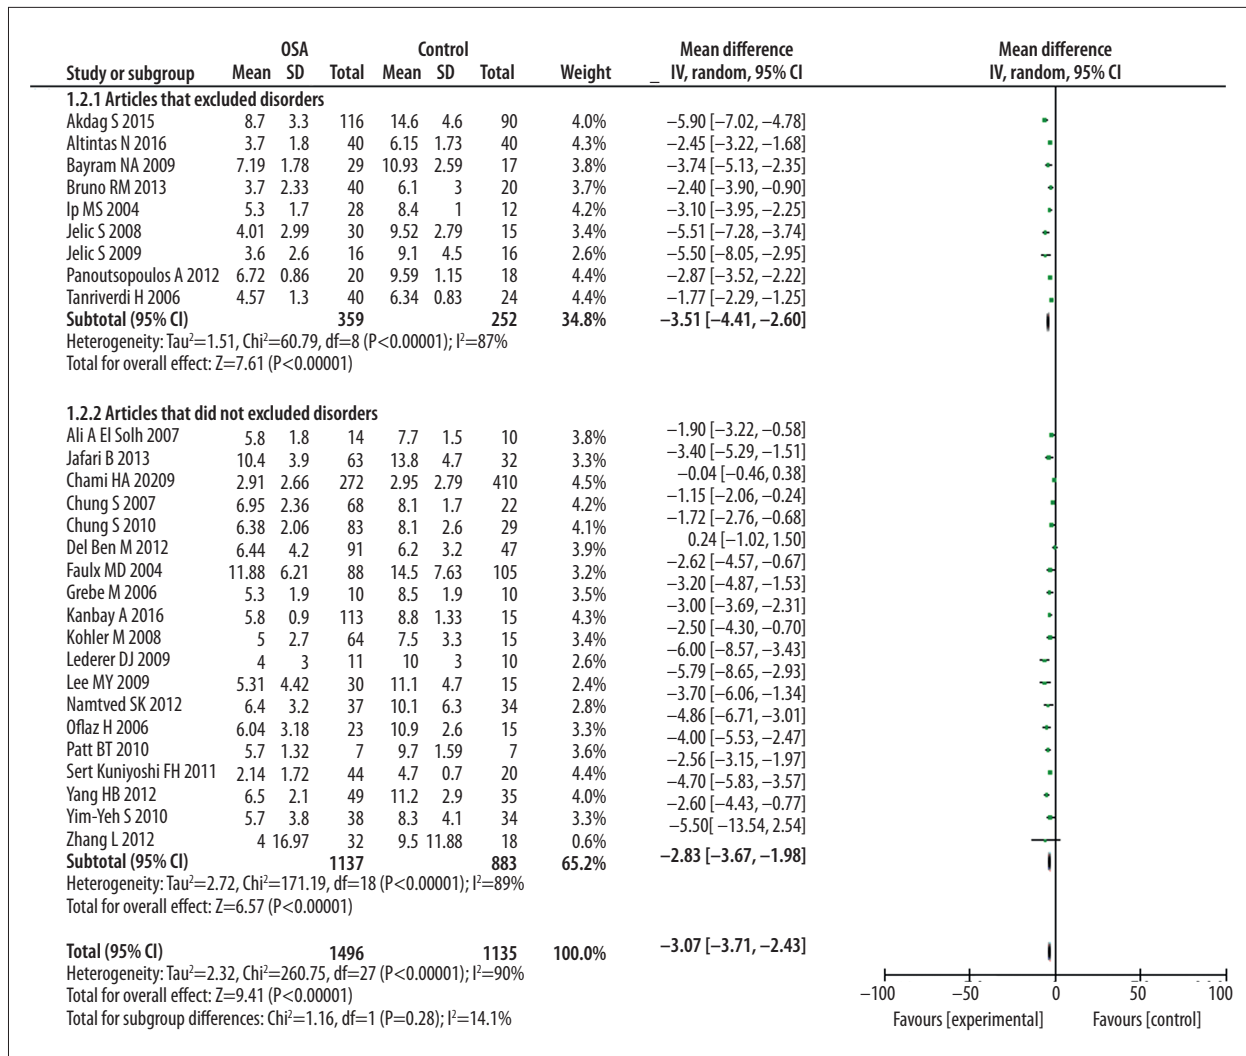 OSA Control Mean difference Mean difference
Study or subgroup Mean SD Total Mean SD Total Weight _ IV, random, 95% CI IV, random, 95% CI
1.2.1 Articles that excluded disorders
Akdag S 2015 8.7 3.3 116 14.6 4.6 90 4.0% −5.90 [−7.02, −4.78]
Altintas N 2016 3.7 1.8 40 6.15 1.73 40 4.3% −2.45 [−3.22, −1.68]
Bayram NA 2009 7.19 1.78 29 10.93 2.59 17 3.8% −3.74 [−5.13, −2.35]
Bruno RM 2013 3.7 2.33 40 6.1 3 20 3.7% −2.40 [−3.90, −0.90]
Ip MS 2004 5.3 1.7 28 8.4 1 12 4.2% −3.10 [−3.95, −2.25]
Jelic S 2008 4.01 2.99 30 9.52 2.79 15 3.4% −5.51 [−7.28, −3.74]
Jelic S 2009 3.6 2.6 16 9.1 4.5 16 2.6% −5.50 [−8.05, −2.95]
Panoutsopoulos A 2012 6.72 0.86 20 9.59 1.15 18 4.4% −2.87 [−3.52, −2.22]
Tanriverdi H 2006 4.57 1.3 40 6.34 0.83 24 4.4% −1.77 [−2.29, −1.25]
Subtotal (95% CI) 359 252 34.8% −3.51 [−4.41, −2.60]
Heterogeneity: Tau²=1.51, Chi²=60.79, df=8 (P<0.00001); I²=87%
Total for overall effect: Z=7.61 (P<0.00001)
1.2.2 Articles that did not excluded disorders
Ali A El Solh 2007 5.8 1.8 14 7.7 1.5 10 3.8% −1.90 [−3.22, −0.58]
Jafari B 2013 10.4 3.9 63 13.8 4.7 32 3.3% −3.40 [−5.29, −1.51]
Chami HA 20209 2.91 2.66 272 2.95 2.79 410 4.5% −0.04 [−0.46, 0.38]
Chung S 2007 6.95 2.36 68 8.1 1.7 22 4.2% −1.15 [−2.06, −0.24]
Chung S 2010 6.38 2.06 83 8.1 2.6 29 4.1% −1.72 [−2.76, −0.68]
Del Ben M 2012 6.44 4.2 91 6.2 3.2 47 3.9% 0.24 [−1.02, 1.50]
Faulx MD 2004 11.88 6.21 88 14.5 7.63 105 3.2% −2.62 [−4.57, −0.67]
Grebe M 2006 5.3 1.9 10 8.5 1.9 10 3.5% −3.20 [−4.87, −1.53]
Kanbay A 2016 5.8 0.9 113 8.8 1.33 15 4.3% −3.00 [−3.69, −2.31]
Kohler M 2008 5 2.7 64 7.5 3.3 15 3.4% −2.50 [−4.30, −0.70]
Lederer DJ 2009 4 3 11 10 3 10 2.6% −6.00 [−8.57, −3.43]
Lee MY 2009 5.31 4.42 30 11.1 4.7 15 2.4% −5.79 [−8.65, −2.93]
Namtved SK 2012 6.4 3.2 37 10.1 6.3 34 2.8% −3.70 [−6.06, −1.34]
Oflaz H 2006 6.04 3.18 23 10.9 2.6 15 3.3% −4.86 [−6.71, −3.01]
Patt BT 2010 5.7 1.32 7 9.7 1.59 7 3.6% −4.00 [−5.53, −2.47]
Sert Kuniyoshi FH 2011 2.14 1.72 44 4.7 0.7 20 4.4% −2.56 [−3.15, −1.97]
Yang HB 2012 6.5 2.1 49 11.2 2.9 35 4.0% −4.70 [−5.83, −3.57]
Yim-Yeh S 2010 5.7 3.8 38 8.3 4.1 34 3.3% −2.60 [−4.43, −0.77]
Zhang L 2012 4 16.97 32 9.5 11.88 18 0.6% −5.50[ −13.54, 2.54]
Subtotal (95% CI) 1137 883 65.2% −2.83 [−3.67, −1.98]
Heterogeneity: Tau²=2.72, Chi²=171.19, df=18 (P<0.00001); I²=89%
Total for overall effect: Z=6.57 (P<0.00001)
Total (95% CI) 1496 1135 100.0% −3.07 [−3.71, −2.43]
Heterogeneity: Tau²=2.32, Chi²=260.75, df=27 (P<0.00001); I²=90%
Total for overall effect: Z=9.41 (P<0.00001)
Total for subgroup differences: Chi²=1.16, df=1 (P=0.28); I²=14.1%
−100 −50 0 50 100
Favours [experimental] Favours [control]